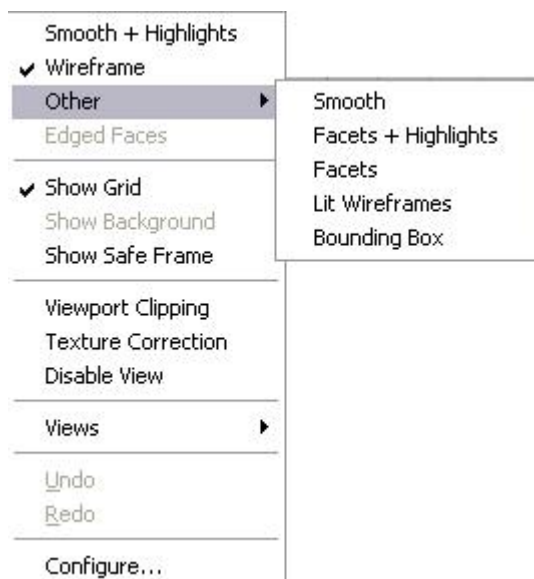 Smooth + Highlights
Wireframe
Other
Edged Faces
Show Grid
Show Background
Show Safe Frame
Viewport Clipping
Texture Correction
Disable View
Views
Undo
Redo
Configure...
Smooth
Facets + Highlights
Facets
Lit Wireframes
Bounding Box